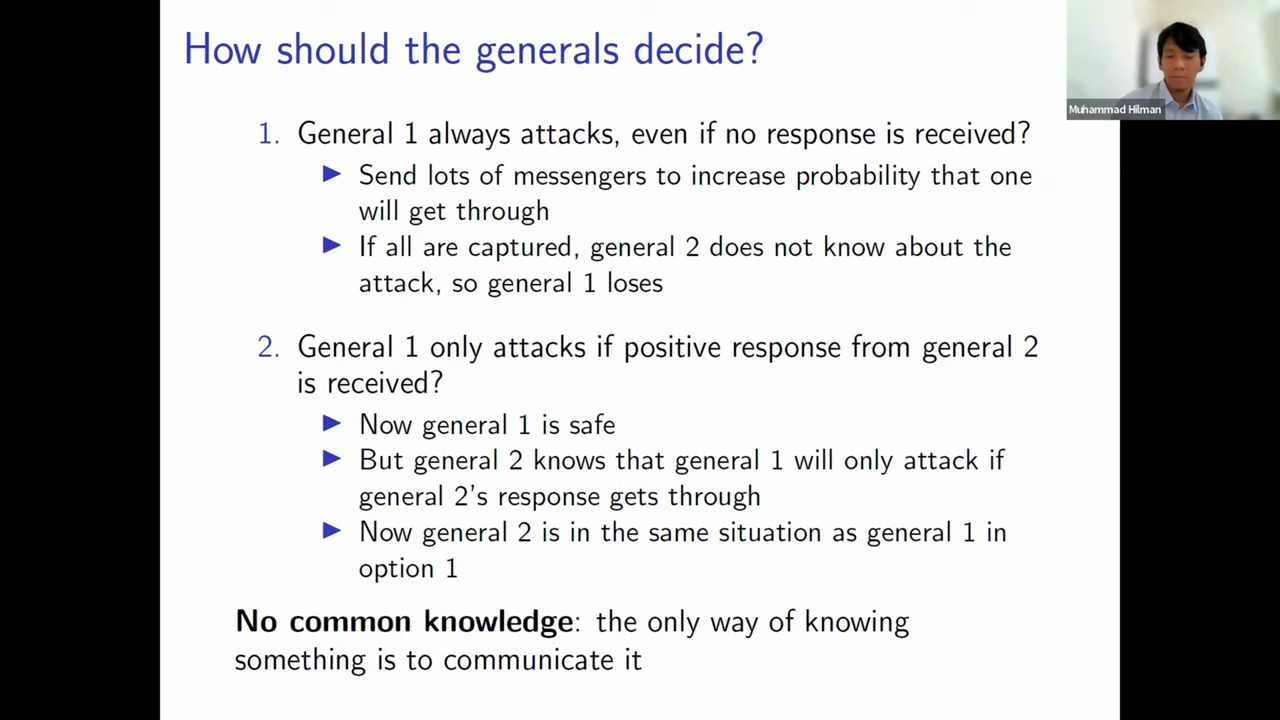 How should the generals decide?
Muhammad Hilman
1. General 1 always attacks, even if no response is received?
▶ Send lots of messengers to increase probability that one
will get through
▶ If all are captured, general 2 does not know about the
attack, so general 1 loses
2. General 1 only attacks if positive response from general 2
is received?
▶ Now general 1 is safe
▶ But general 2 knows that general 1 will only attack if
general 2's response gets through
▶ Now general 2 is in the same situation as general 1 in
option 1
No common knowledge: the only way of knowing
something is to communicate it